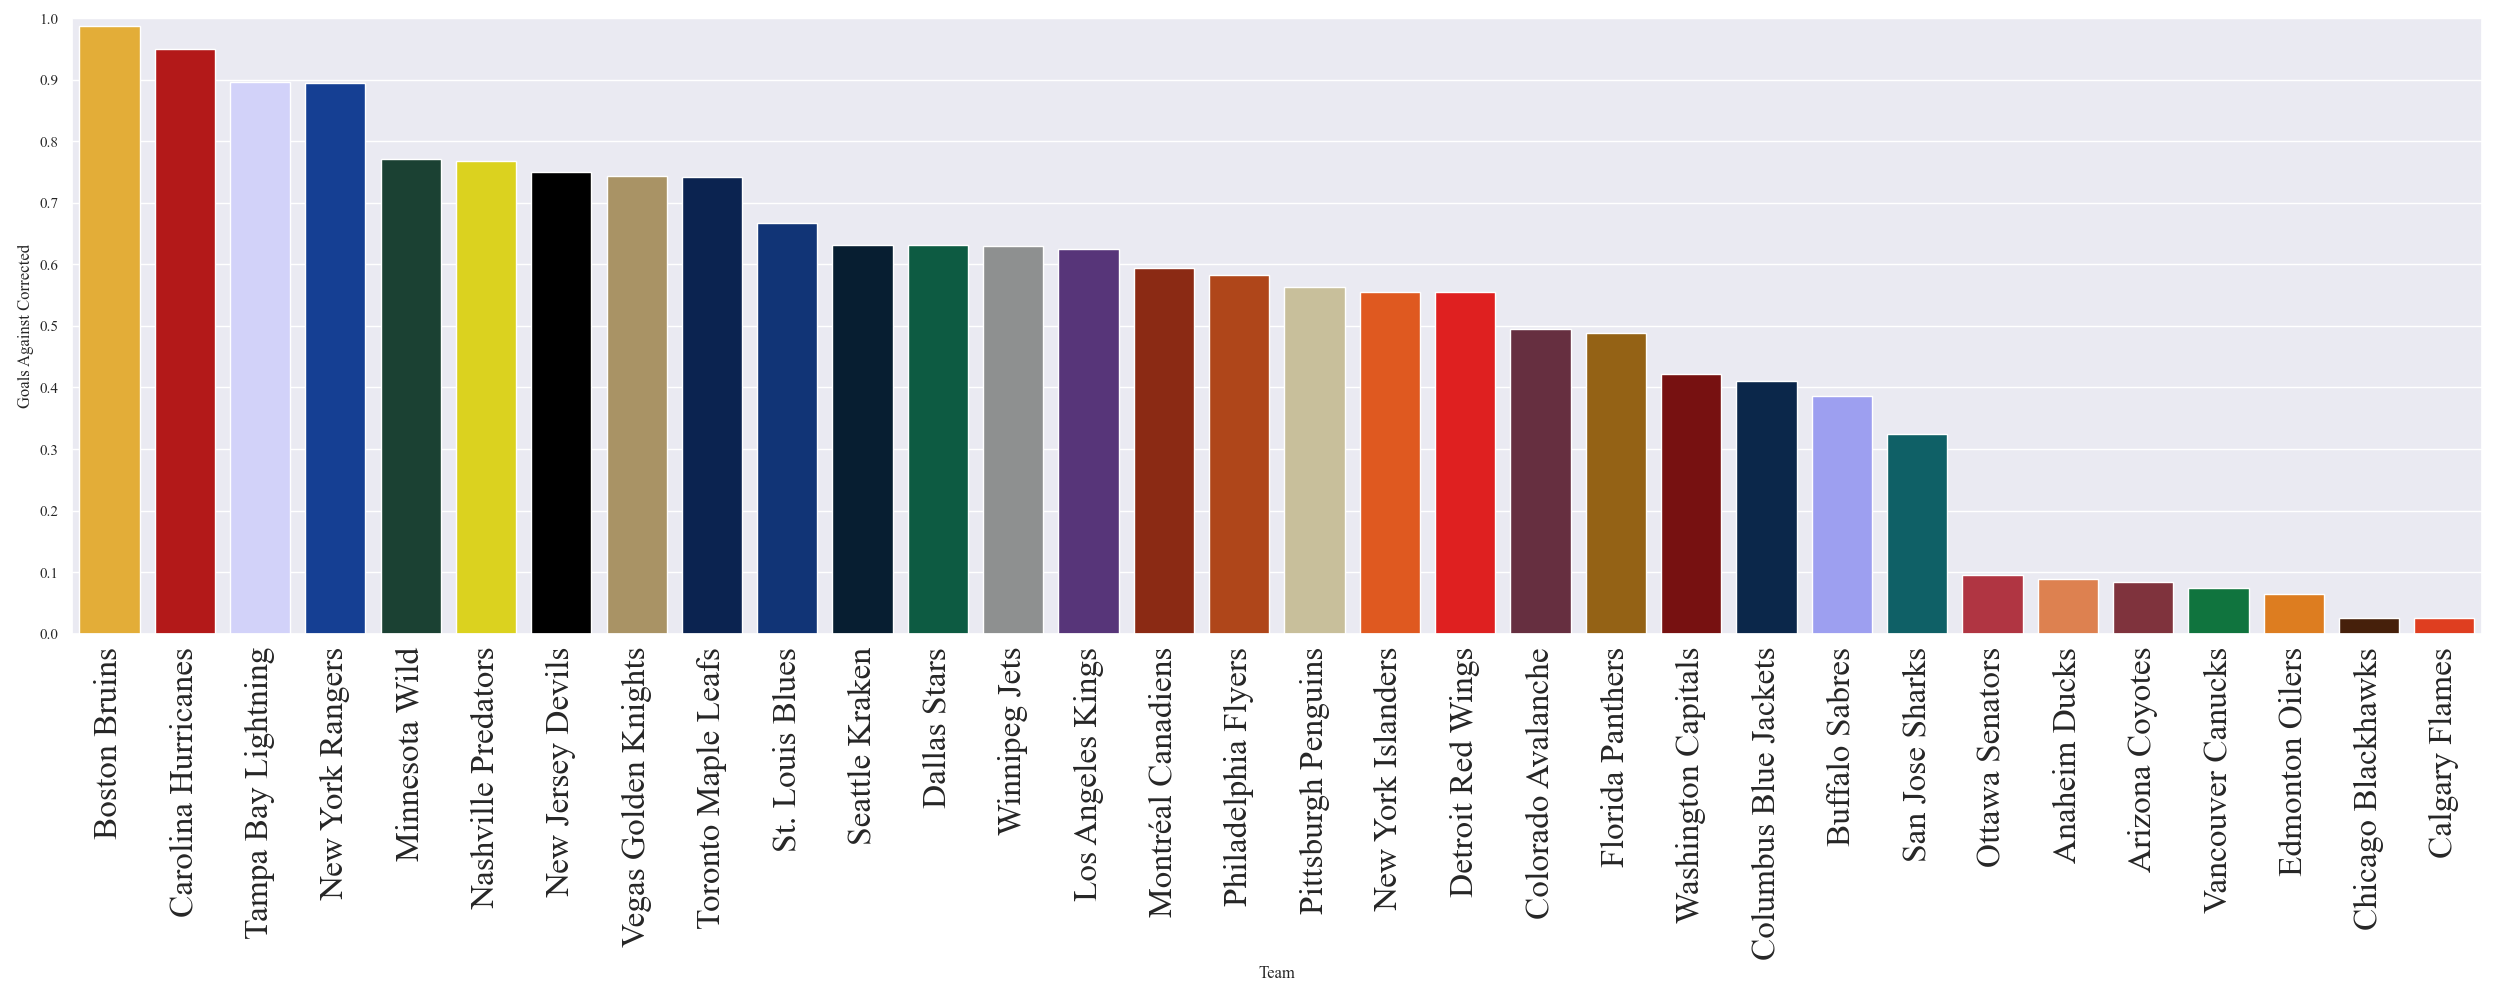 1.0
0.9
0.8
0.7
0.6
0.5
0.4
0.3
0.2
0.1
0.0
Goals Against Corrected
Boston Bruins
Carolina Hurricanes
Tampa Bay Lightning
New York Rangers
Minnesota Wild
Nashville Predators
New Jersey Devils
Vegas Golden Knights
Toronto Maple Leafs
St. Louis Blues
Seattle Kraken
Dallas Stars
Winnipeg Jets
Los Angeles Kings
Montréal Canadiens
Philadelphia Flyers
Pittsburgh Penguins
New York Islanders
Detroit Red Wings
Colorado Avalanche
Florida Panthers
Washington Capitals
Columbus Blue Jackets
Buffalo Sabres
San Jose Sharks
Ottawa Senators
Anaheim Ducks
Arizona Coyotes
Vancouver Canucks
Edmonton Oilers
Chicago Blackhawks
Calgary Flames
Team